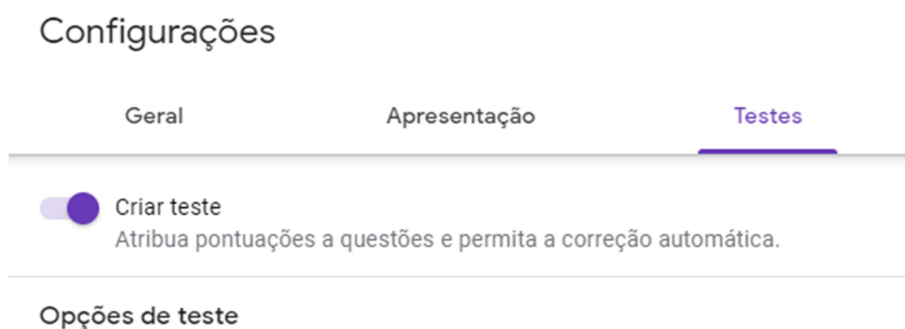 Configurações
Geral Apresentação Testes
Criar teste
Atribua pontuações a questões e permita a correção automática.
Opções de teste